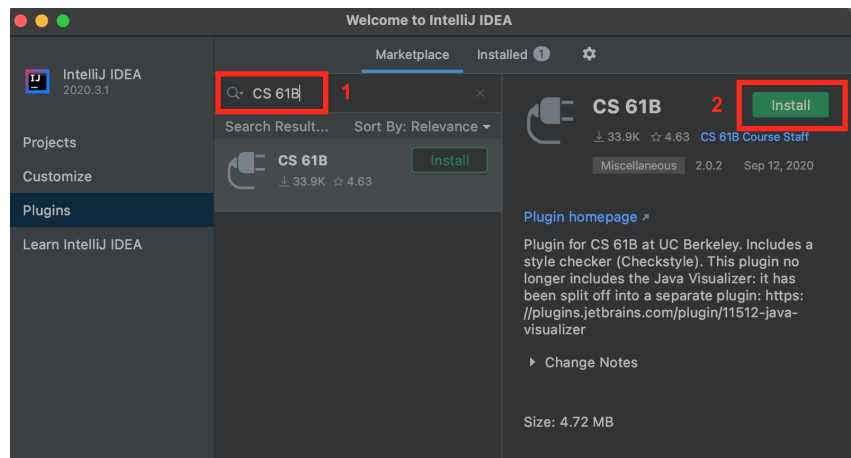 Welcome to IntelliJ IDEA
IJ
IntelliJ IDEA
2020.3.1
Projects
Customize
Plugins
Learn IntelliJ IDEA
Marketplace Installed 1
CS 61B 1
Search Result... Sort By: Relevance
CS 61B Install
33.9K 4.63
CS 61B 2 Install
33.9K 4.63 CS 61B Course Staff
Miscellaneous 2.0.2 Sep 12, 2020
Plugin homepage
Plugin for CS 61B at UC Berkeley. Includes a
style checker (Checkstyle). This plugin no
longer includes the Java Visualizer: it has
been split off into a separate plugin: https:
//plugins.jetbrains.com/plugin/11512-java-
visualizer
Change Notes
Size: 4.72 MB